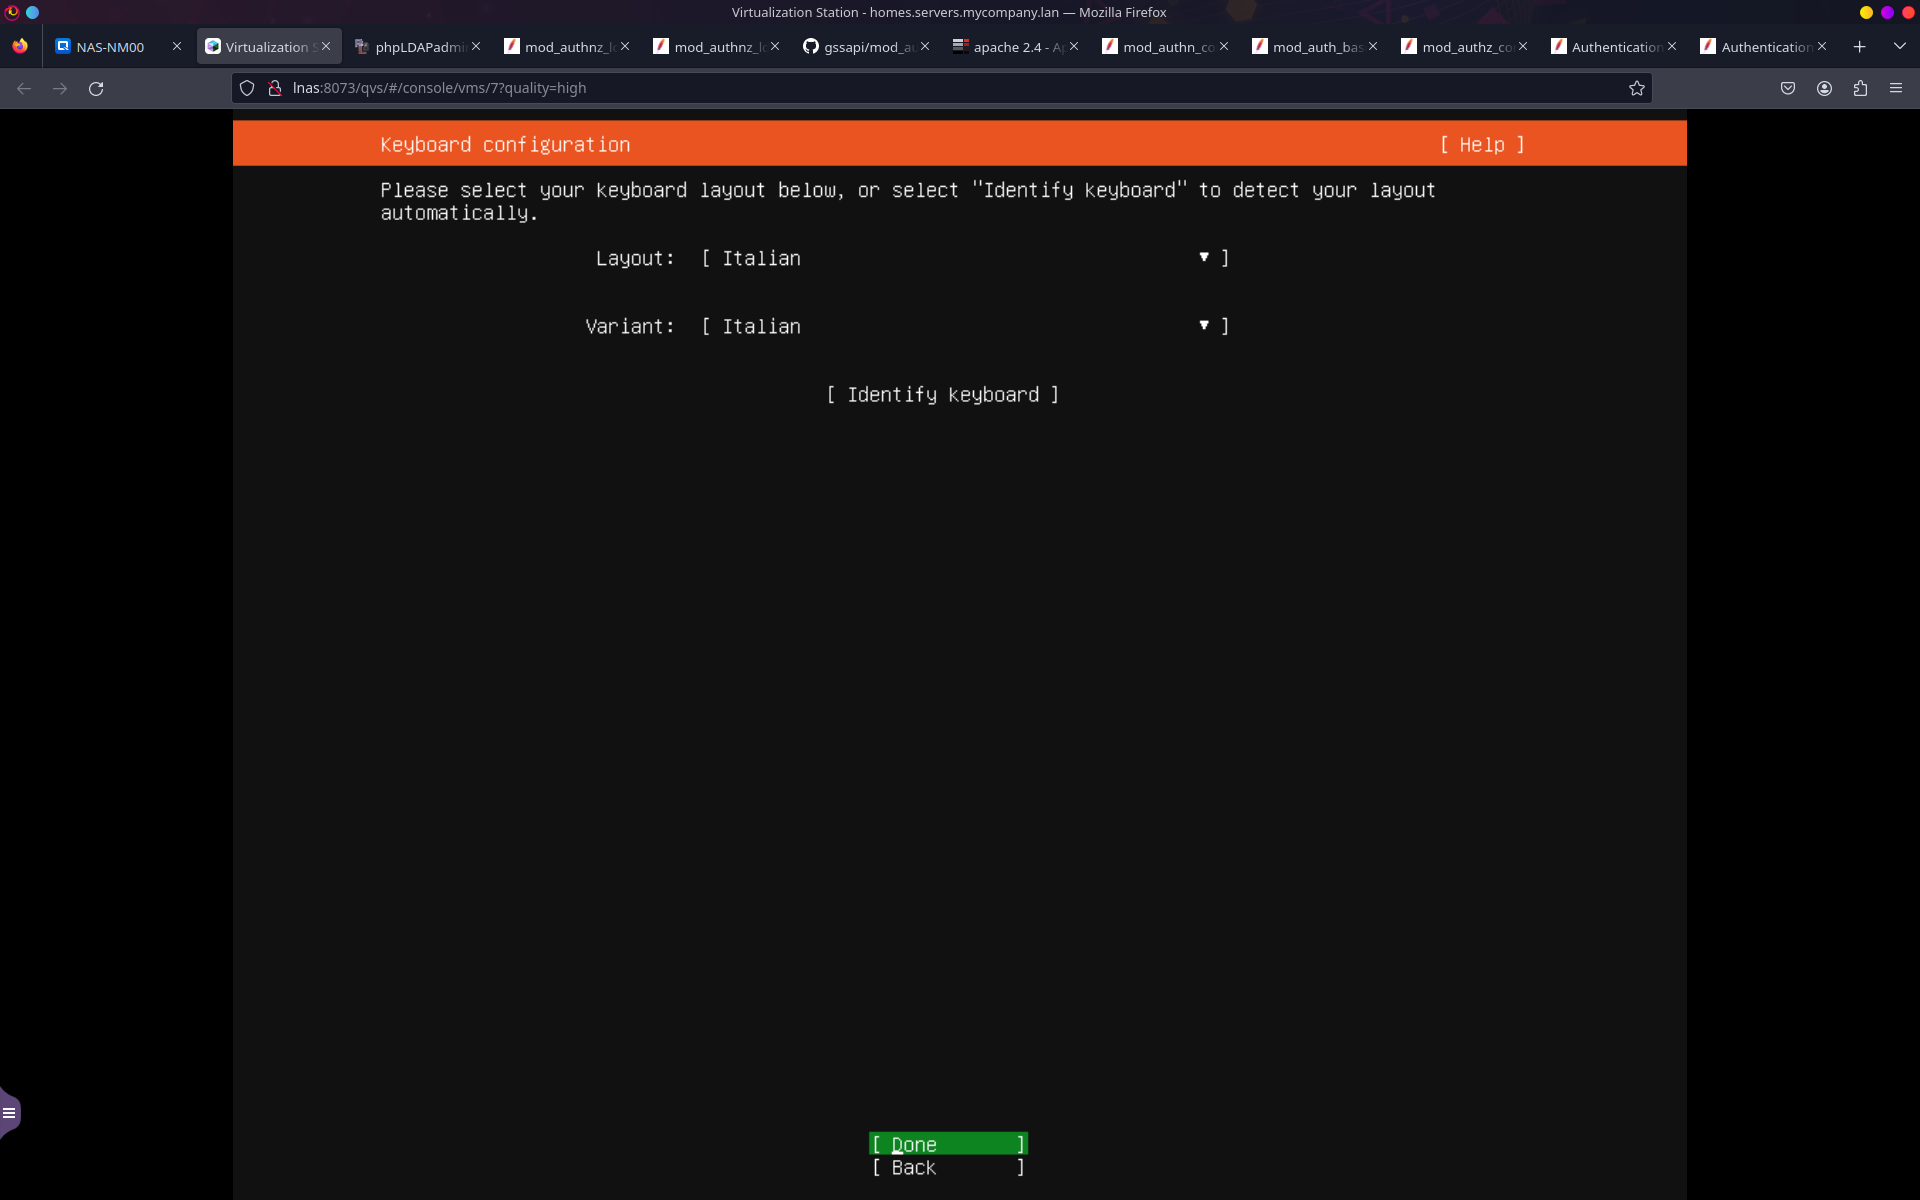 Virtualization Station - homes.servers.mycompany.lan — Mozilla Firefox
NAS-NM00
Virtualization
phpLDAPadmi
mod_authnz_l
mod_authnz_l
gssapi/mod_au
apache 2.4 - A
mod_authn_co
mod_auth_bas
mod_authz_co
Authentication
Authentication
lnas:8073/qvs/#/console/vms/7?quality=high
Keyboard configuration [ Help ]
Please select your keyboard layout below, or select "Identify keyboard" to detect your layout
automatically.
Layout: [ Italian ▾ ]
Variant: [ Italian ▾ ]
[ Identify keyboard ]
[ Done ]
[ Back ]